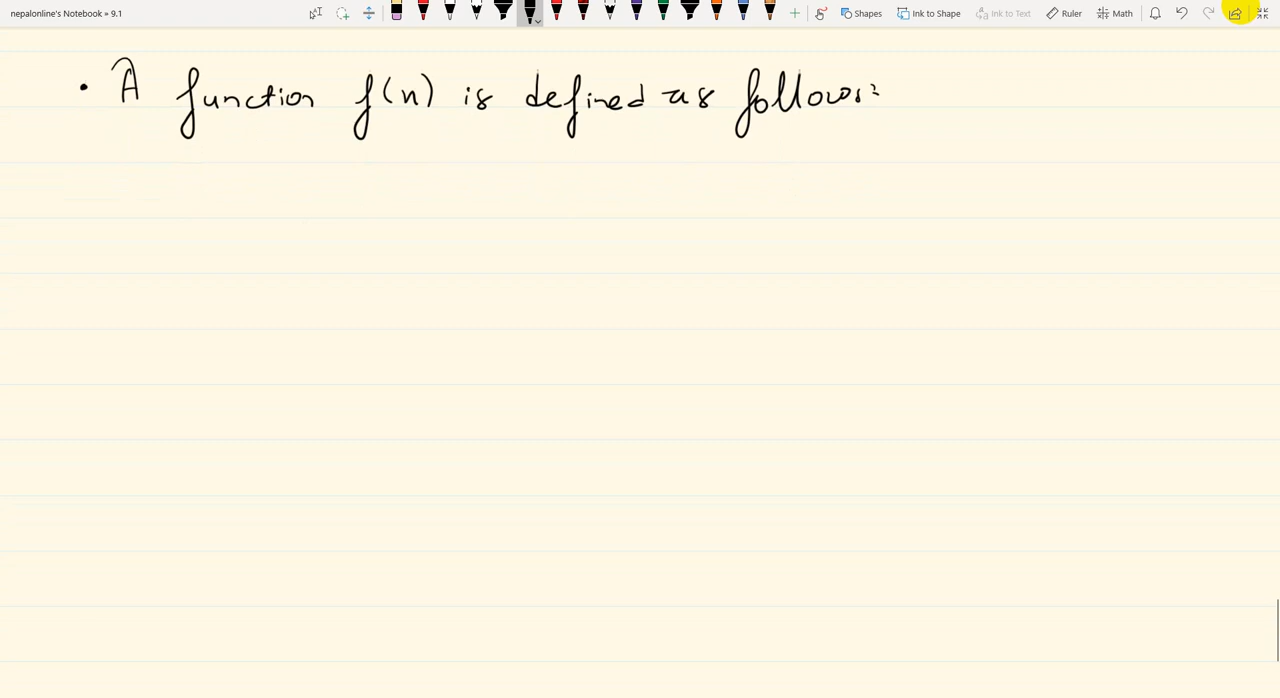 nepalonline's Notebook » 9.1
Shapes
Ink to Shape
Ink to Text
Ruler
Math
• A function f(n) is defined as follows: